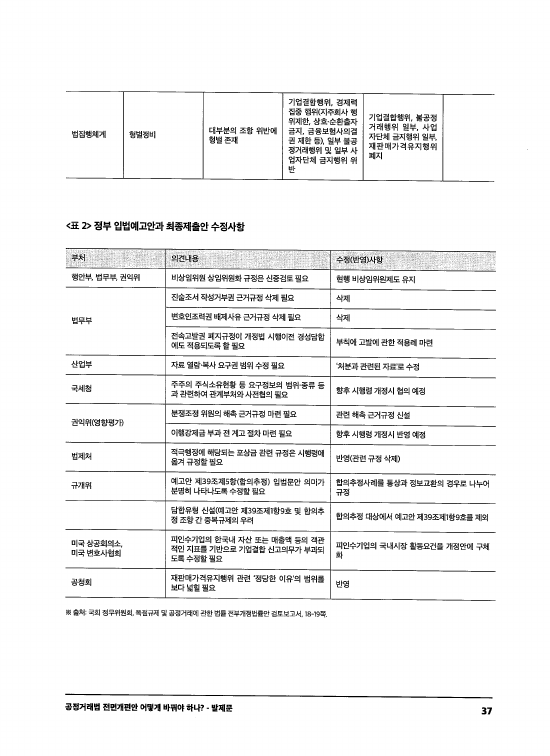 법집행체계
형벌정비
대부분의 조항 위반에
형벌 존재
기업결합행위, 경제력
집중 행위(지주회사 행
위제한, 상호·순환출자
금지, 금융보험사의결
권 제한 등), 일부 불공
정거래행위 및 일부 사
업자단체 금지행위 위
반
기업결합행위, 불공정
거래행위 일부, 사업
자단체 금지행위 일부,
재판매가격유지행위
폐지
<표 2> 정부 입법예고안과 최종제출안 수정사항
부처
의견내용
수정(반영)사항
행안부, 법무부, 권익위
비상임위원 상임위원화 규정은 신중검토 필요
현행 비상임위원제도 유지
법무부
진술조서 작성거부권 근거규정 삭제 필요
삭제
변호인조력권 배제사유 근거규정 삭제 필요
삭제
전속고발권 폐지규정이 개정법 시행이전 경성담합
에도 적용되도록 할 필요
부칙에 고발에 관한 적용례 마련
산업부
자료 열람·복사 요구권 범위 수정 필요
'처분과 관련된 자료'로 수정
국세청
주주의 주식소유현황 등 요구정보의 범위·종류 등
과 관련하여 관계부처와 사전협의 필요
향후 시행령 개정시 협의 예정
권익위(영향평가)
분쟁조정 위원의 해촉 근거규정 마련 필요
관련 해촉 근거규정 신설
이행강제금 부과 전 계고 절차 마련 필요
향후 시행령 개정시 반영 예정
법제처
적극행정에 해당되는 포상금 관련 규정은 시행령에
옮겨 규정할 필요
반영(관련 규정 삭제)
규개위
예고안 제39조제5항(합의추정) 입법문안 의미가
분명히 나타나도록 수정할 필요
합의추정사례를 통상과 정보교환의 경우로 나누어
규정
담합유형 신설(예고안 제39조제1항9호 및 합의추
정 조항 간 중복규제의 우려
합의추정 대상에서 예고안 제39조제1항9호를 제외
미국 상공회의소,
미국 변호사협회
피인수기업의 한국내 자산 또는 매출액 등의 객관
적인 지표를 기반으로 기업결합 신고의무가 부과되
도록 수정할 필요
피인수기업의 국내시장 활동요건을 개정안에 구체
화
공청회
재판매가격유지행위 관련 '정당한 이유'의 범위를
보다 넓힐 필요
반영
※ 출처: 국회 정무위원회, 독점규제 및 공정거래에 관한 법률 전부개정법률안 검토보고서, 18-19쪽.
공정거래법 전면개편안 어떻게 바꿔야 하나? - 발제문
37